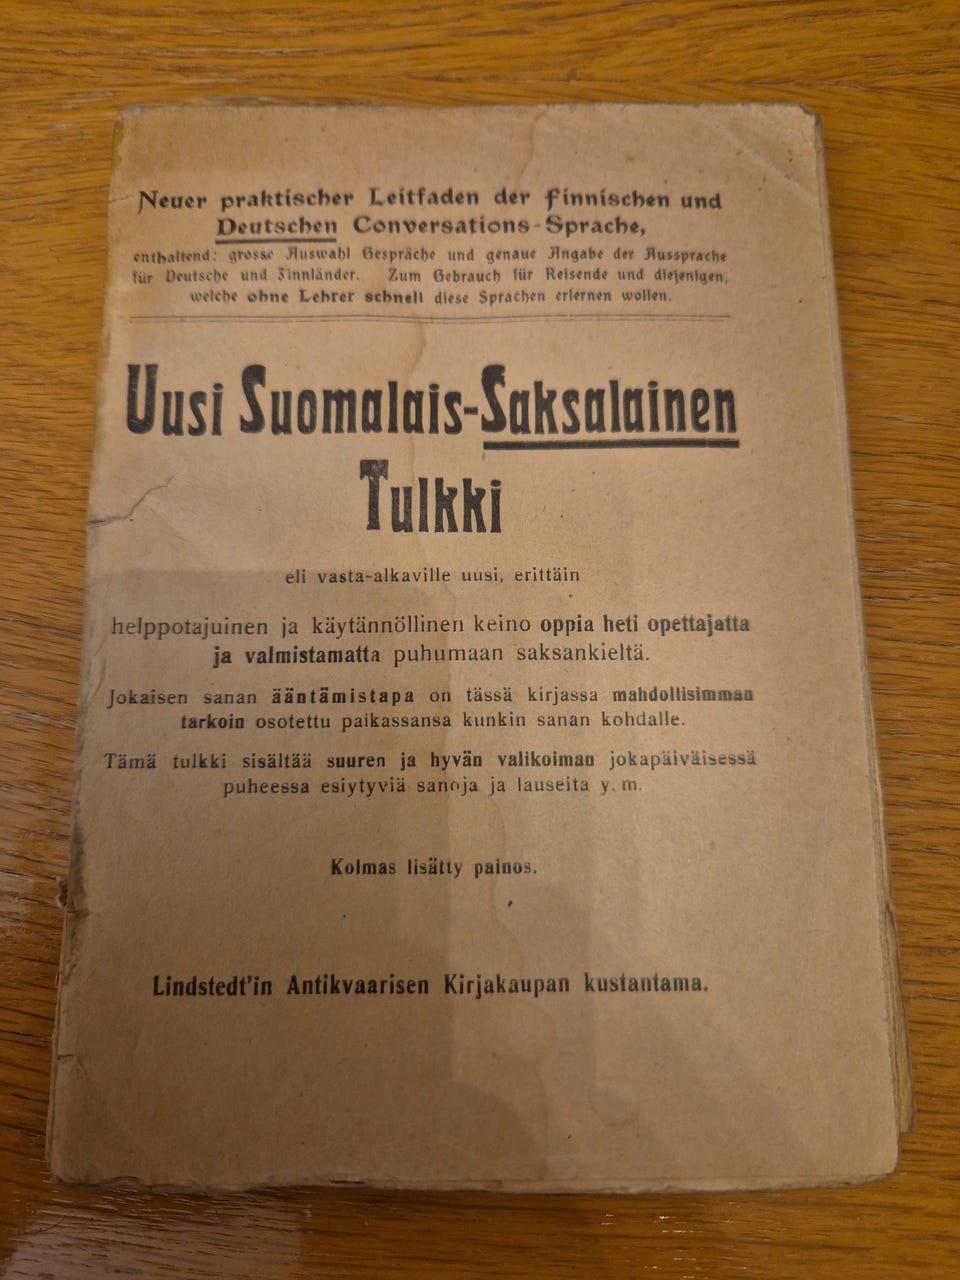 Neuer praktischer Leitfaden der Finnischen und
Deutschen Conversations-Sprache,
enthaltend: grosse Auswahl Gespräche und genaue Angabe der Aussprache
für Deutsche und Finnländer. Zum Gebrauch für Reisende und diejenigen,
welche ohne Lehrer schnell diese Sprachen erlernen wollen.
Uusi Suomalais-Saksalainen
Tulkki
eli vasta-alkaville uusi, erittäin
helppotajuinen ja käytännöllinen keino oppia heti opettajatta
ja valmistamatta puhumaan saksankieltä.
Jokaisen sanan ääntämistapa on tässä kirjassa mahdollisimman
tarkoin osotettu paikassansa kunkin sanan kohdalle.
Tämä tulkki sisältää suuren ja hyvän valikoiman jokapäiväisessä
puheessa esiytyviä sanoja ja lauseita y. m.
Kolmas lisätty painos.
Lindstedt'in Antikvaarisen Kirjakaupan kustantama.